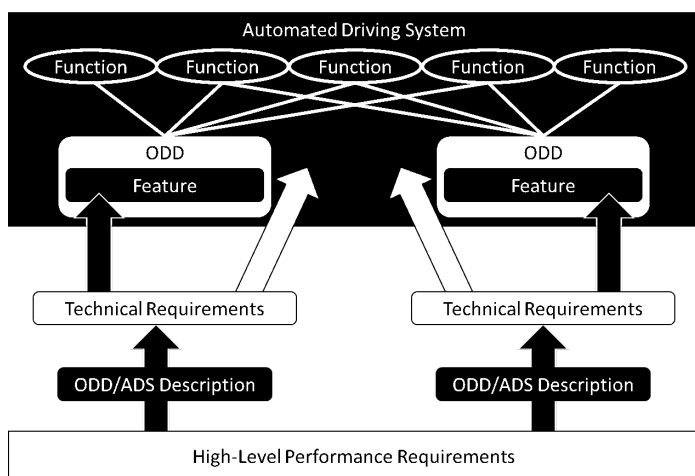 Automated Driving System
Function Function Function Function Function
ODD ODD
Feature Feature
Technical Requirements Technical Requirements
ODD/ADS Description ODD/ADS Description
High-Level Performance Requirements